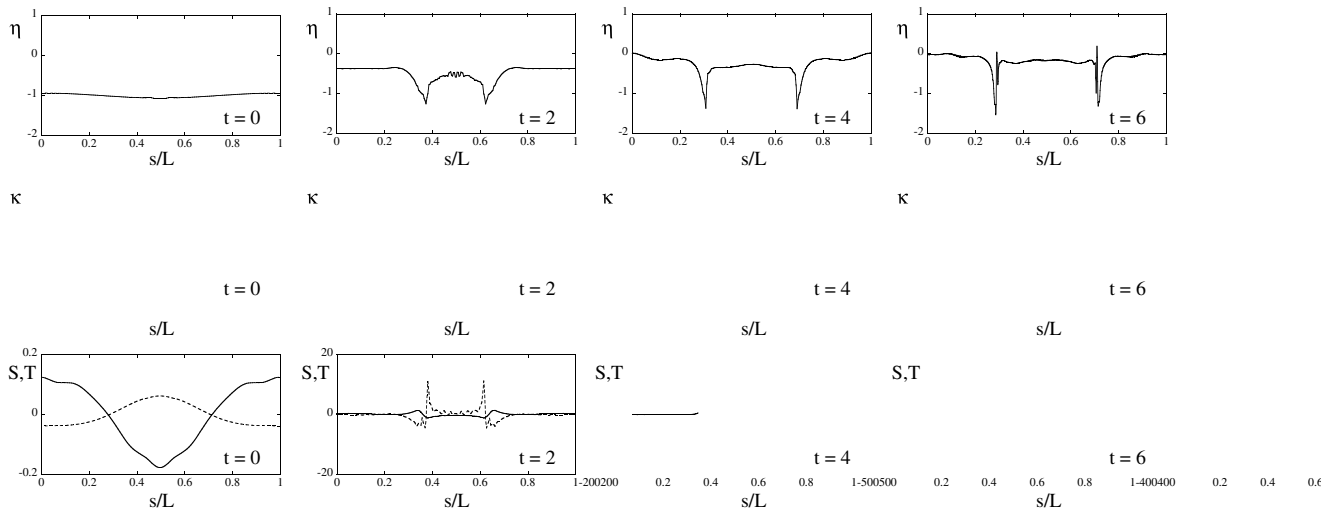 1 1 1 1
η η η η
0 0 0 0
-1 -1 -1 -1
t = 0 t = 2 t = 4 t = 6
-2 -2 -2 -2
0 0.2 0.4 0.6 0.8 1 0 0.2 0.4 0.6 0.8 1 0 0.2 0.4 0.6 0.8 1 0 0.2 0.4 0.6 0.8 1
s/L s/L s/L s/L
κ κ κ κ
t = 0 t = 2 t = 4 t = 6
s/L s/L s/L s/L
0.2 20
S,T S,T S,T S,T
0 0
t = 0 t = 2 t = 4 t = 6
-0.2 -20
0 0.2 0.4 0.6 0.8 1 0 0.2 0.4 0.6 0.8 1-200200 0.4 0.6 0.8 1-500500 0.4 0.6 0.8 1-400400 0.2 0.4 0.6
s/L s/L s/L s/L